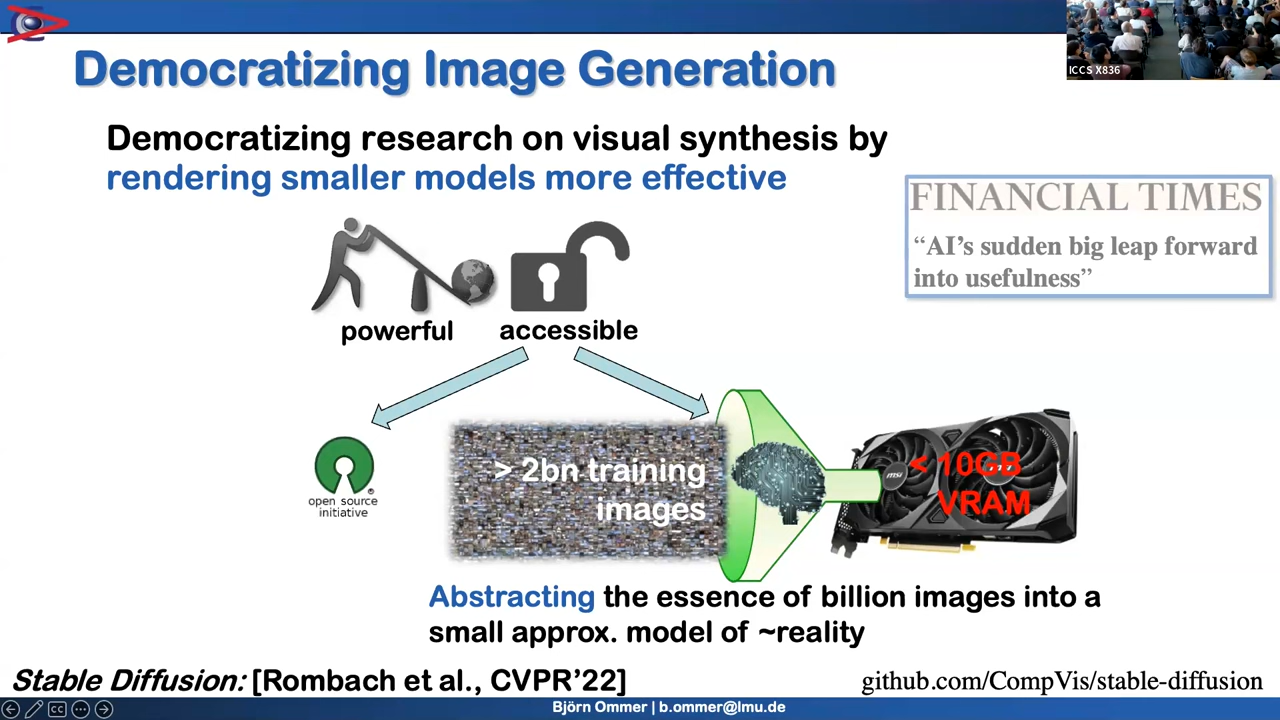 ICCS X836
Democratizing Image Generation
Democratizing research on visual synthesis by
rendering smaller models more effective
FINANCIAL TIMES
“AI’s sudden big leap forward
into usefulness”
powerful
accessible
open source
initiative
®
> 2bn training
images
msi
< 10GB
VRAM
Abstracting the essence of billion images into a
small approx. model of ~reality
Stable Diffusion: [Rombach et al., CVPR’22]
github.com/CompVis/stable-diffusion
CC
Björn Ommer | b.ommer@lmu.de